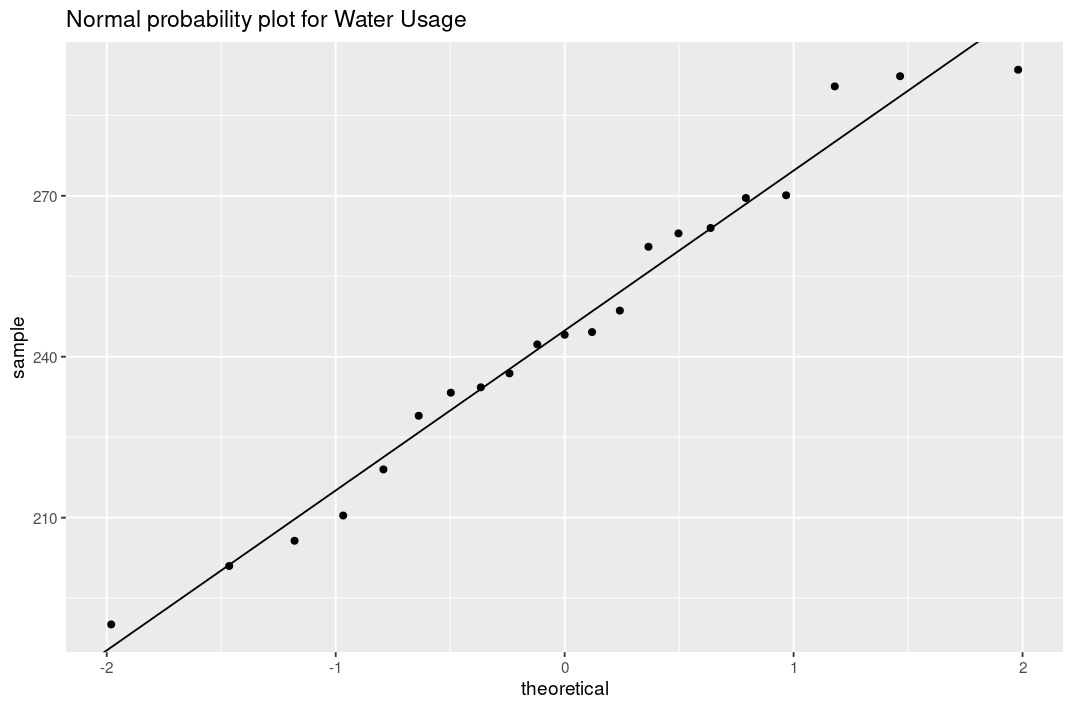 Normal probability plot for Water Usage
270
240
210
sample
-2 -1 0 1 2
theoretical